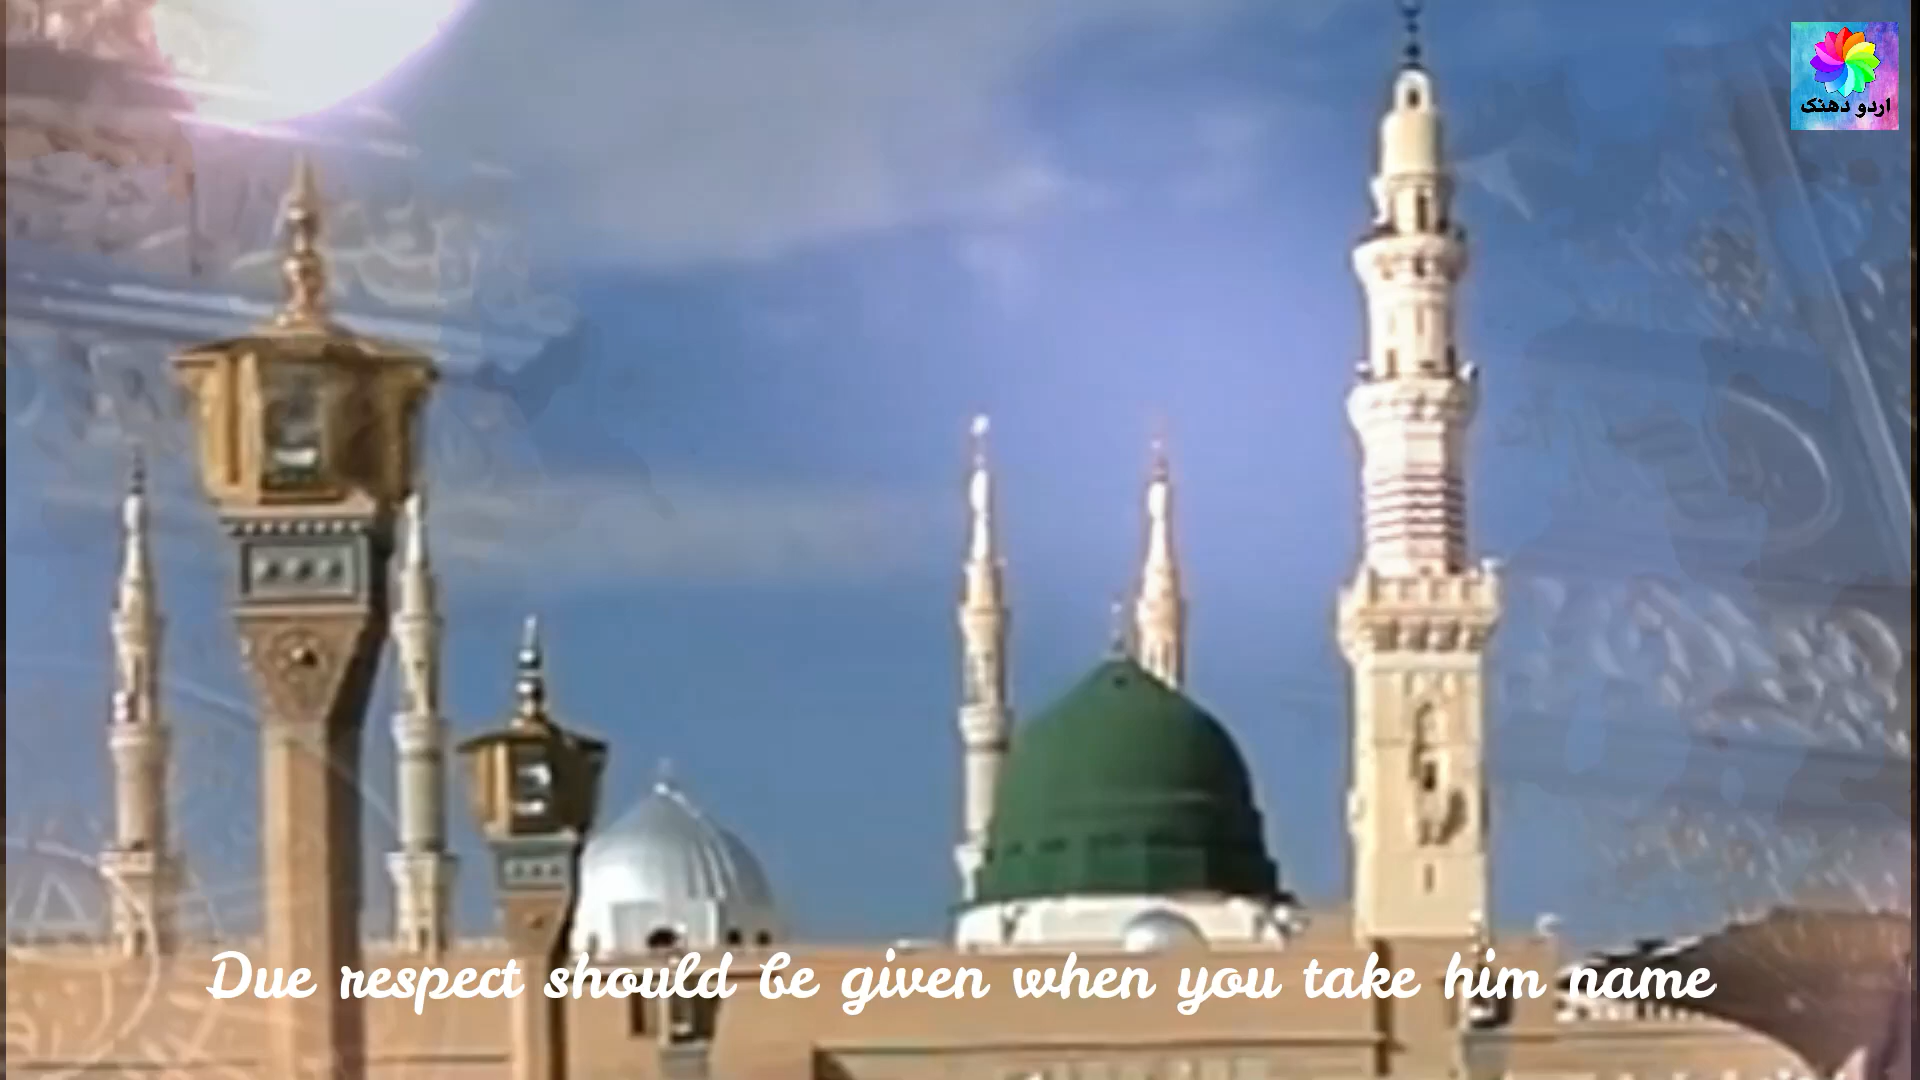 اردو دھنک
Due respect should be given when you take him name